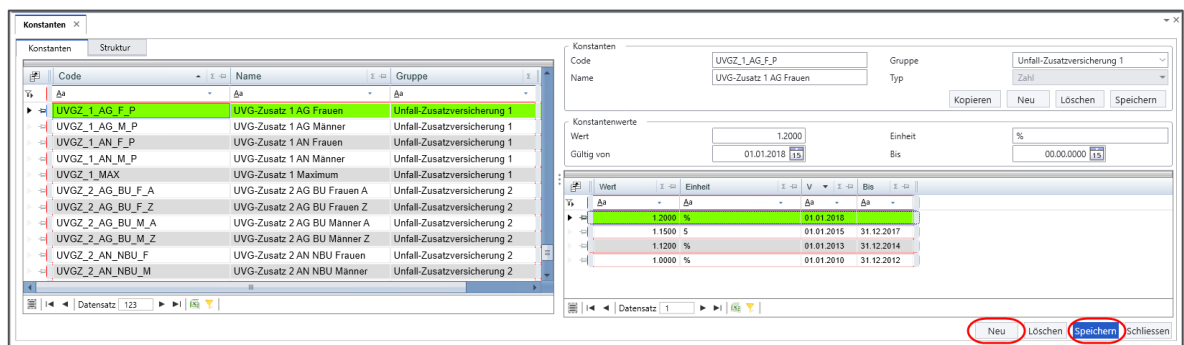 Konstanten ×
Konstanten Struktur
Code Name Gruppe
Aa Aa Aa
UVGZ_1_AG_F_P UVG-Zusatz 1 AG Frauen Unfall-Zusatzversicherung 1
UVGZ_1_AG_M_P UVG-Zusatz 1 AG Männer Unfall-Zusatzversicherung 1
UVGZ_1_AN_F_P UVG-Zusatz 1 AN Frauen Unfall-Zusatzversicherung 1
UVGZ_1_AN_M_P UVG-Zusatz 1 AN Männer Unfall-Zusatzversicherung 1
UVGZ_1_MAX UVG-Zusatz 1 Maximum Unfall-Zusatzversicherung 1
UVGZ_2_AG_BU_F_A UVG-Zusatz 2 AG BU Frauen A Unfall-Zusatzversicherung 2
UVGZ_2_AG_BU_F_Z UVG-Zusatz 2 AG BU Frauen Z Unfall-Zusatzversicherung 2
UVGZ_2_AG_BU_M_A UVG-Zusatz 2 AG BU Männer A Unfall-Zusatzversicherung 2
UVGZ_2_AG_BU_M_Z UVG-Zusatz 2 AG BU Männer Z Unfall-Zusatzversicherung 2
UVGZ_2_AN_NBU_F UVG-Zusatz 2 AN NBU Frauen Unfall-Zusatzversicherung 2
UVGZ_2_AN_NBU_M UVG-Zusatz 2 AN NBU Männer Unfall-Zusatzversicherung 2
Datensatz 123
Konstanten
Code UVGZ_1_AG_F_P Gruppe Unfall-Zusatzversicherung 1
Name UVG-Zusatz 1 AG Frauen Typ Zahl
Kopieren Neu Löschen Speichern
Konstantenwerte
Wert 1.2000 Einheit %
Gültig von 01.01.2018 15 Bis 00.00.0000 15
Wert Einheit V Bis
Aa Aa Aa Aa
1.2000 % 01.01.2018
1.1500 5 01.01.2015 31.12.2017
1.1200 % 01.01.2013 31.12.2014
1.0000 % 01.01.2010 31.12.2012
Datensatz 1
Neu Löschen Speichern Schliessen